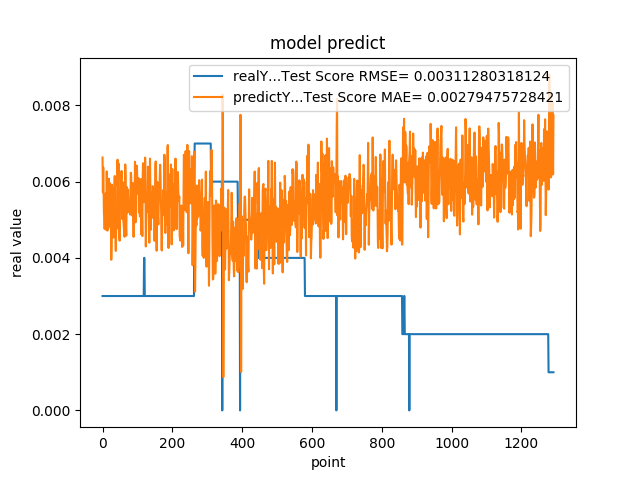 model predict
realY...Test Score RMSE= 0.00311280318124
predictY...Test Score MAE= 0.00279475728421
0.008
0.006
0.004
0.002
0.000
real value
0 200 400 600 800 1000 1200
point